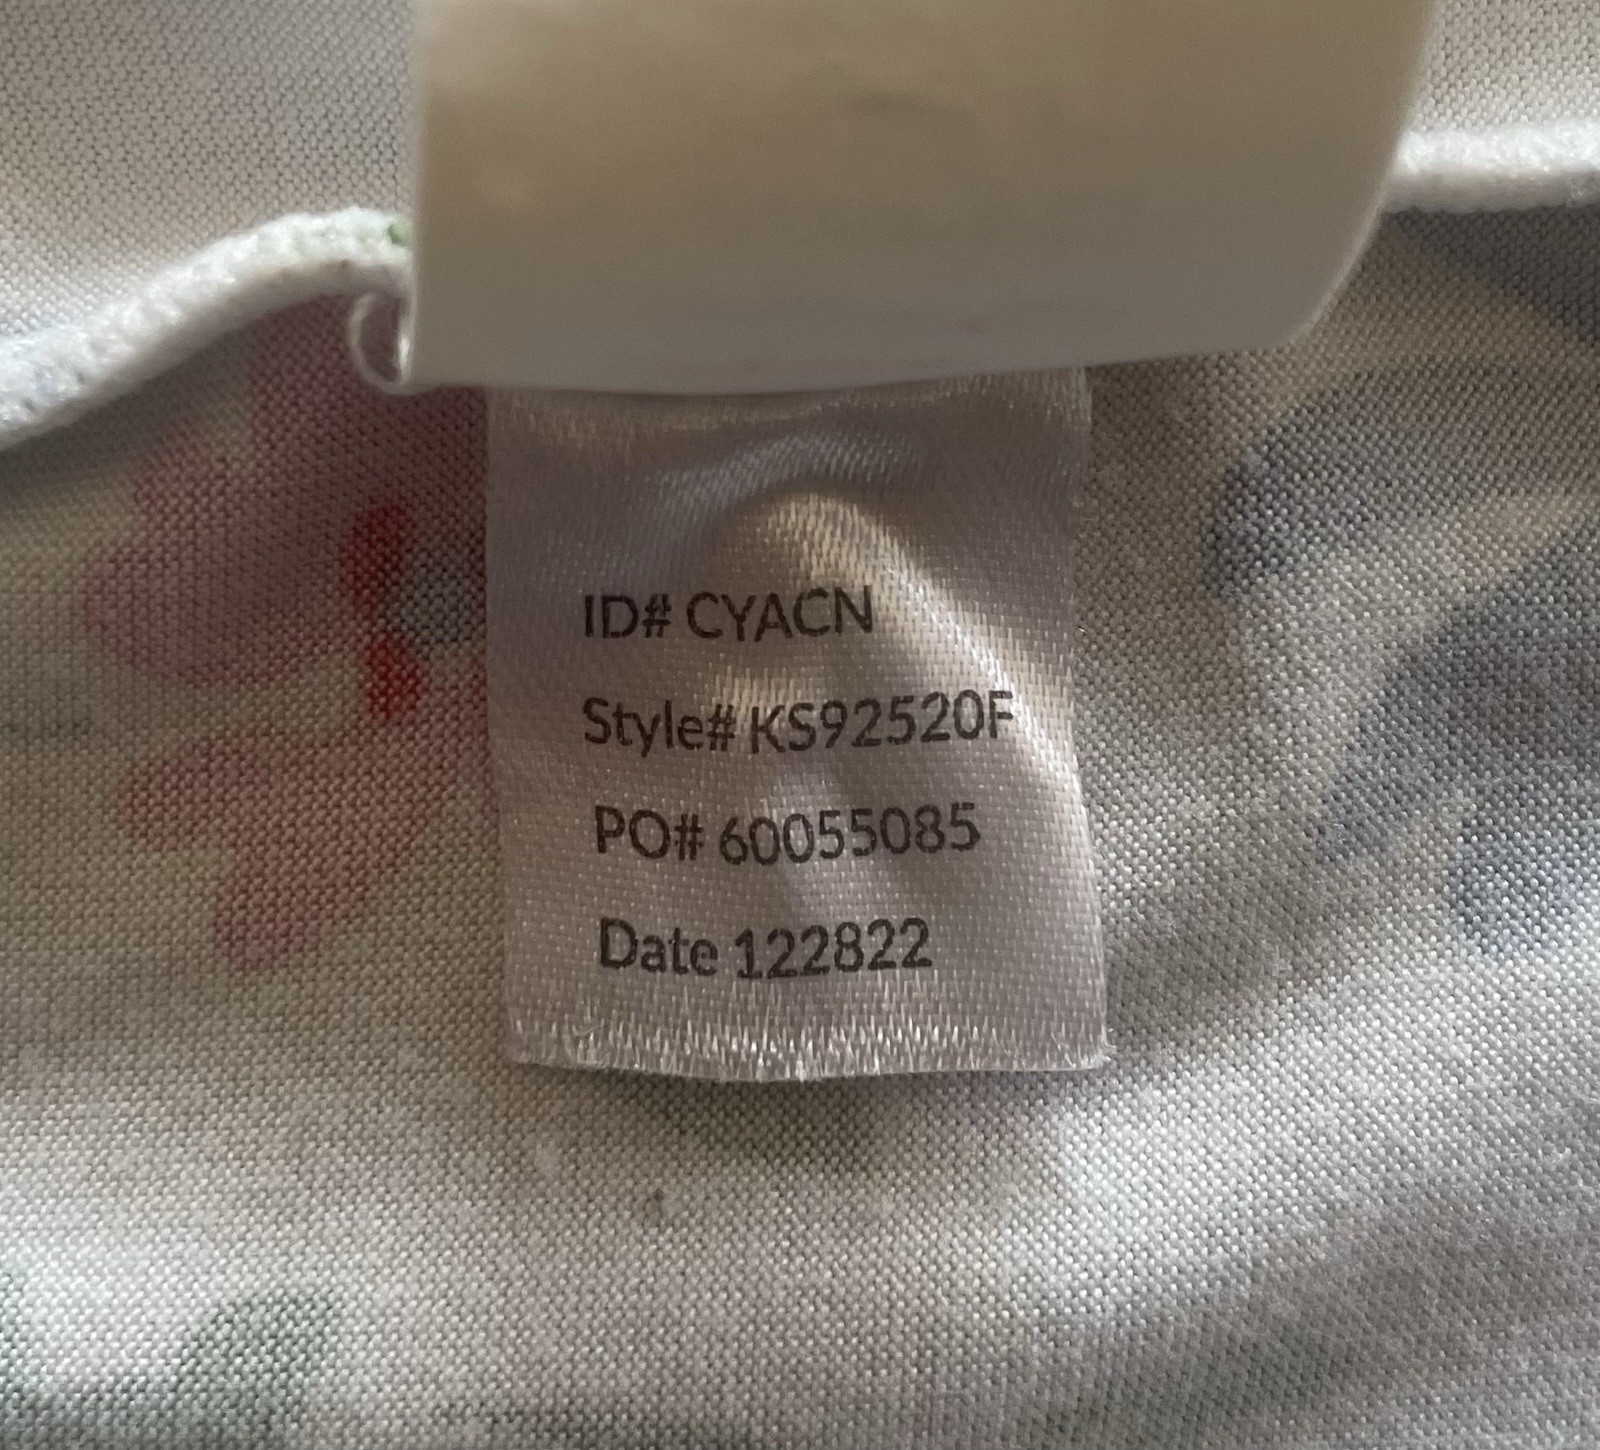 ID# CYACN
Style# KS92520F
PO# 60055085
Date 122822